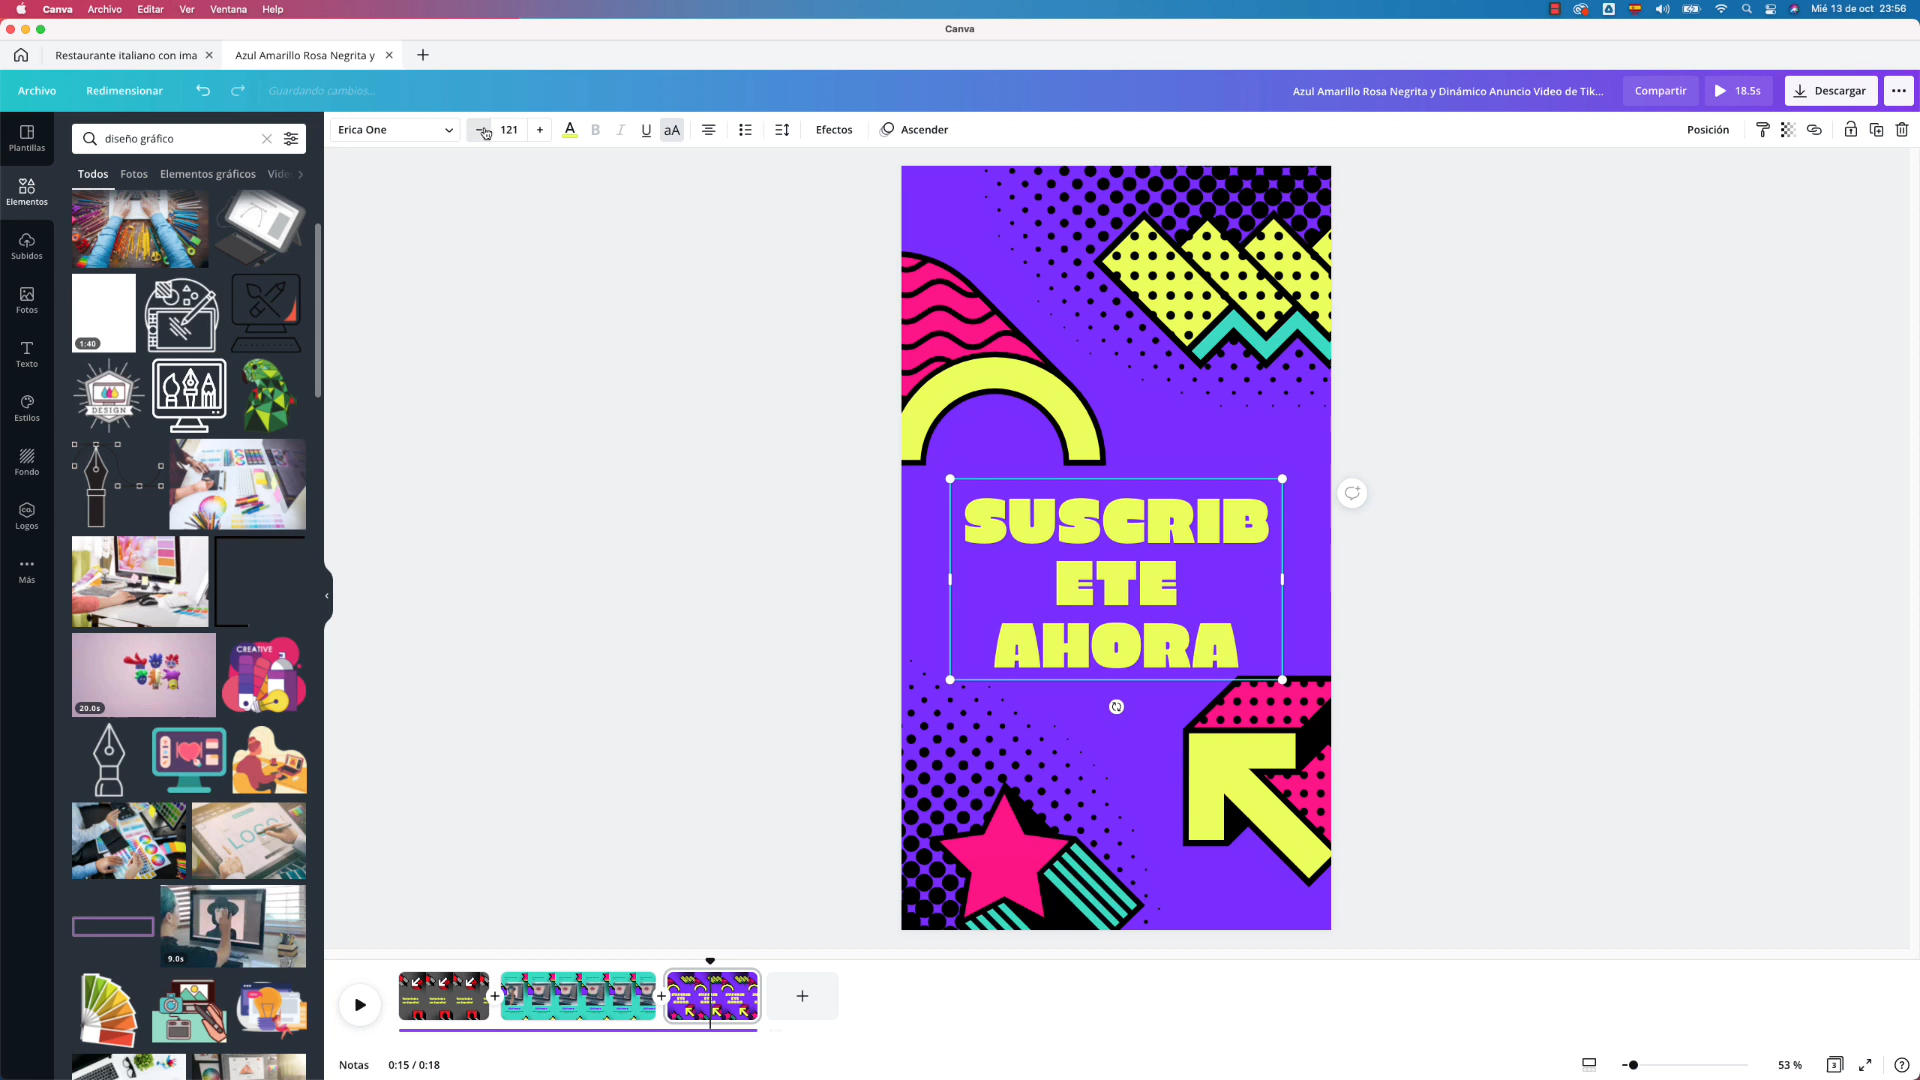 Canva
Archivo
Editar
Ver
Ventana
Help
Mié 13 de oct 23:56
Canva
Restaurante italiano con ima
Azul Amarillo Rosa Negrita y
Archivo
Redimensionar
Guardando cambios...
Azul Amarillo Rosa Negrita y Dinámico Anuncio Video de Tik...
Compartir
18.5s
Descargar
Plantillas
Elementos
Subidos
Fotos
Texto
Estilos
Fondo
Logos
Más
diseño gráfico
Todos
Fotos
Elementos gráficos
Vide
1:40
DESIGN
CREATIVE
20.0s
LOGO
9.0s
Erica One
121
+
A
B
I
U
aA
Efectos
Ascender
Posición
SUSCRIB
ETE
AHORA
Notas
0:15 / 0:18
53 %
3
?